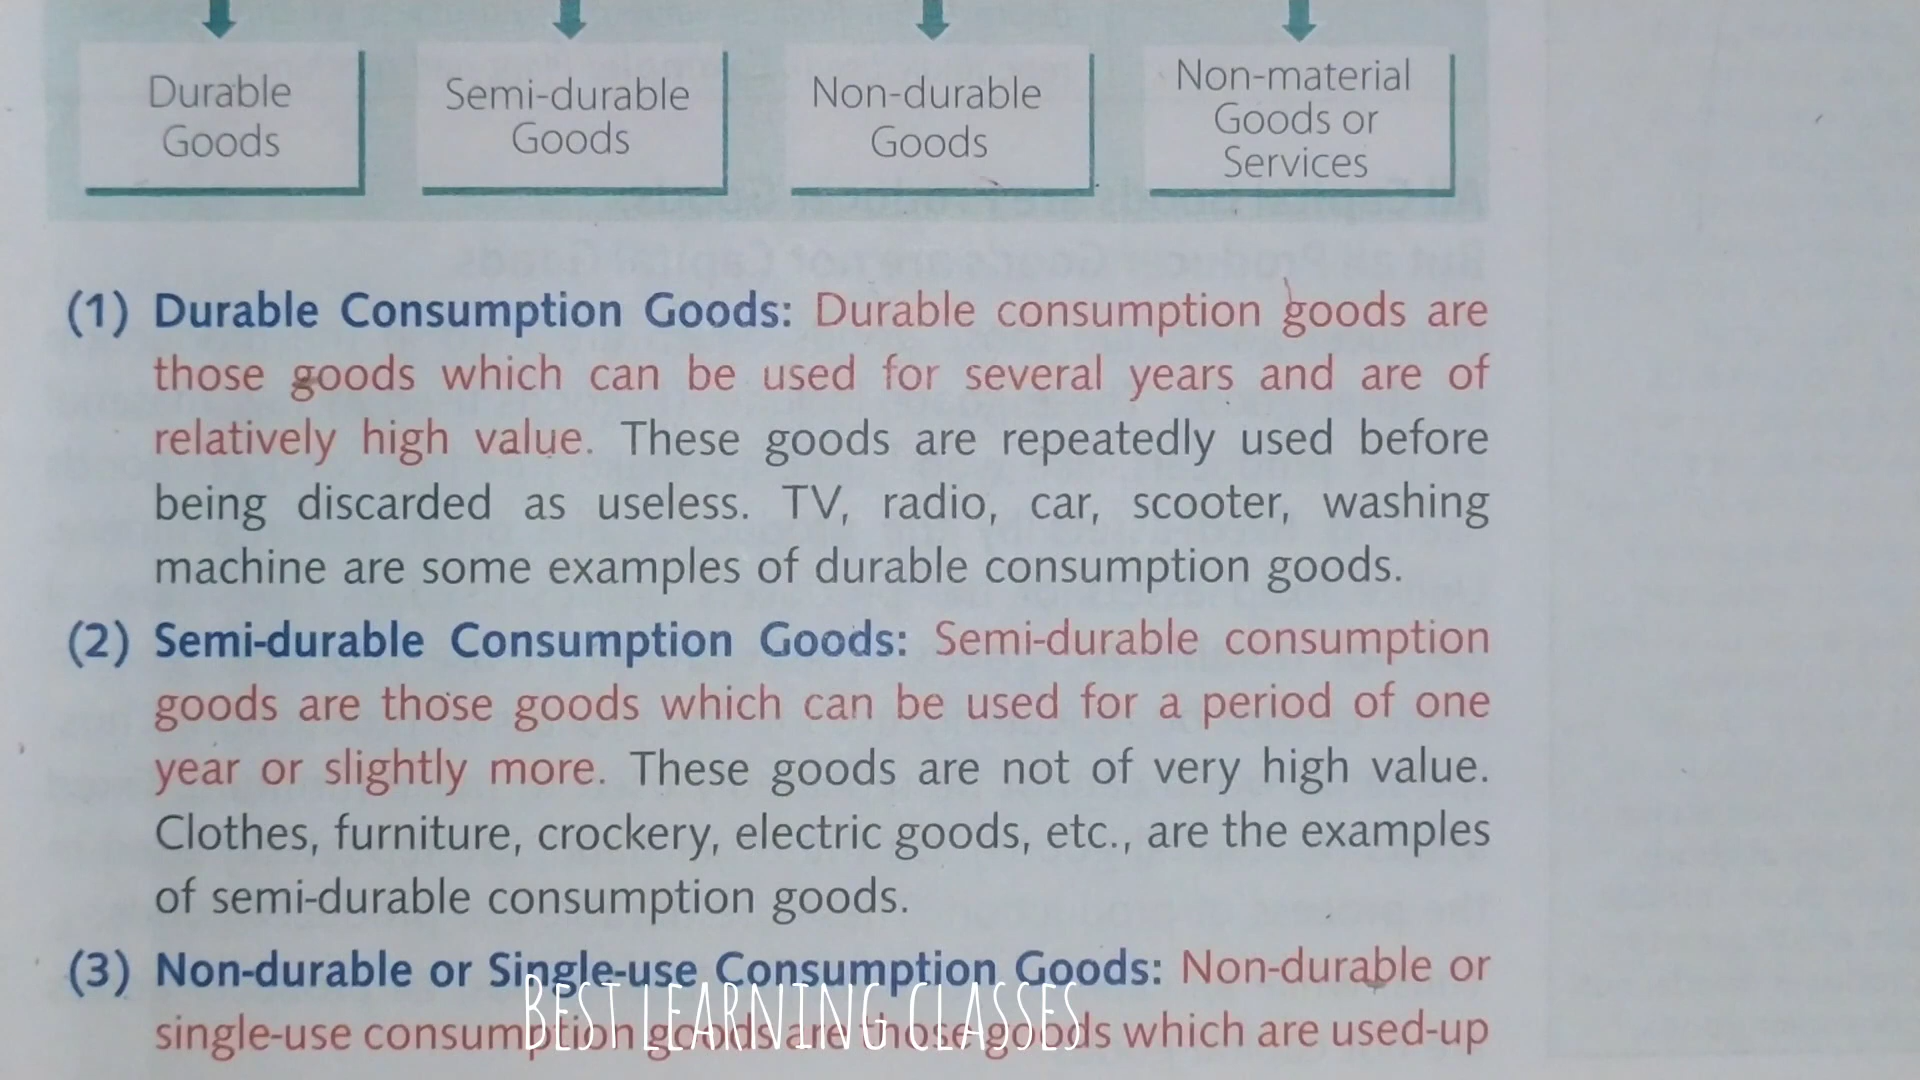 Durable
Goods
Semi-durable
Goods
Non-durable
Goods
Non-material
Goods or
Services
(1) Durable Consumption Goods: Durable consumption goods are
those goods which can be used for several years and are of
relatively high value. These goods are repeatedly used before
being discarded as useless. TV, radio, car, scooter, washing
machine are some examples of durable consumption goods.
(2) Semi-durable Consumption Goods: Semi-durable consumption
goods are those goods which can be used for a period of one
year or slightly more. These goods are not of very high value.
Clothes, furniture, crockery, electric goods, etc., are the examples
of semi-durable consumption goods.
(3) Non-durable or Single-use Consumption Goods: Non-durable or
single-use consumption goods are those goods which are used-up
BEST LEARNING CLASSES